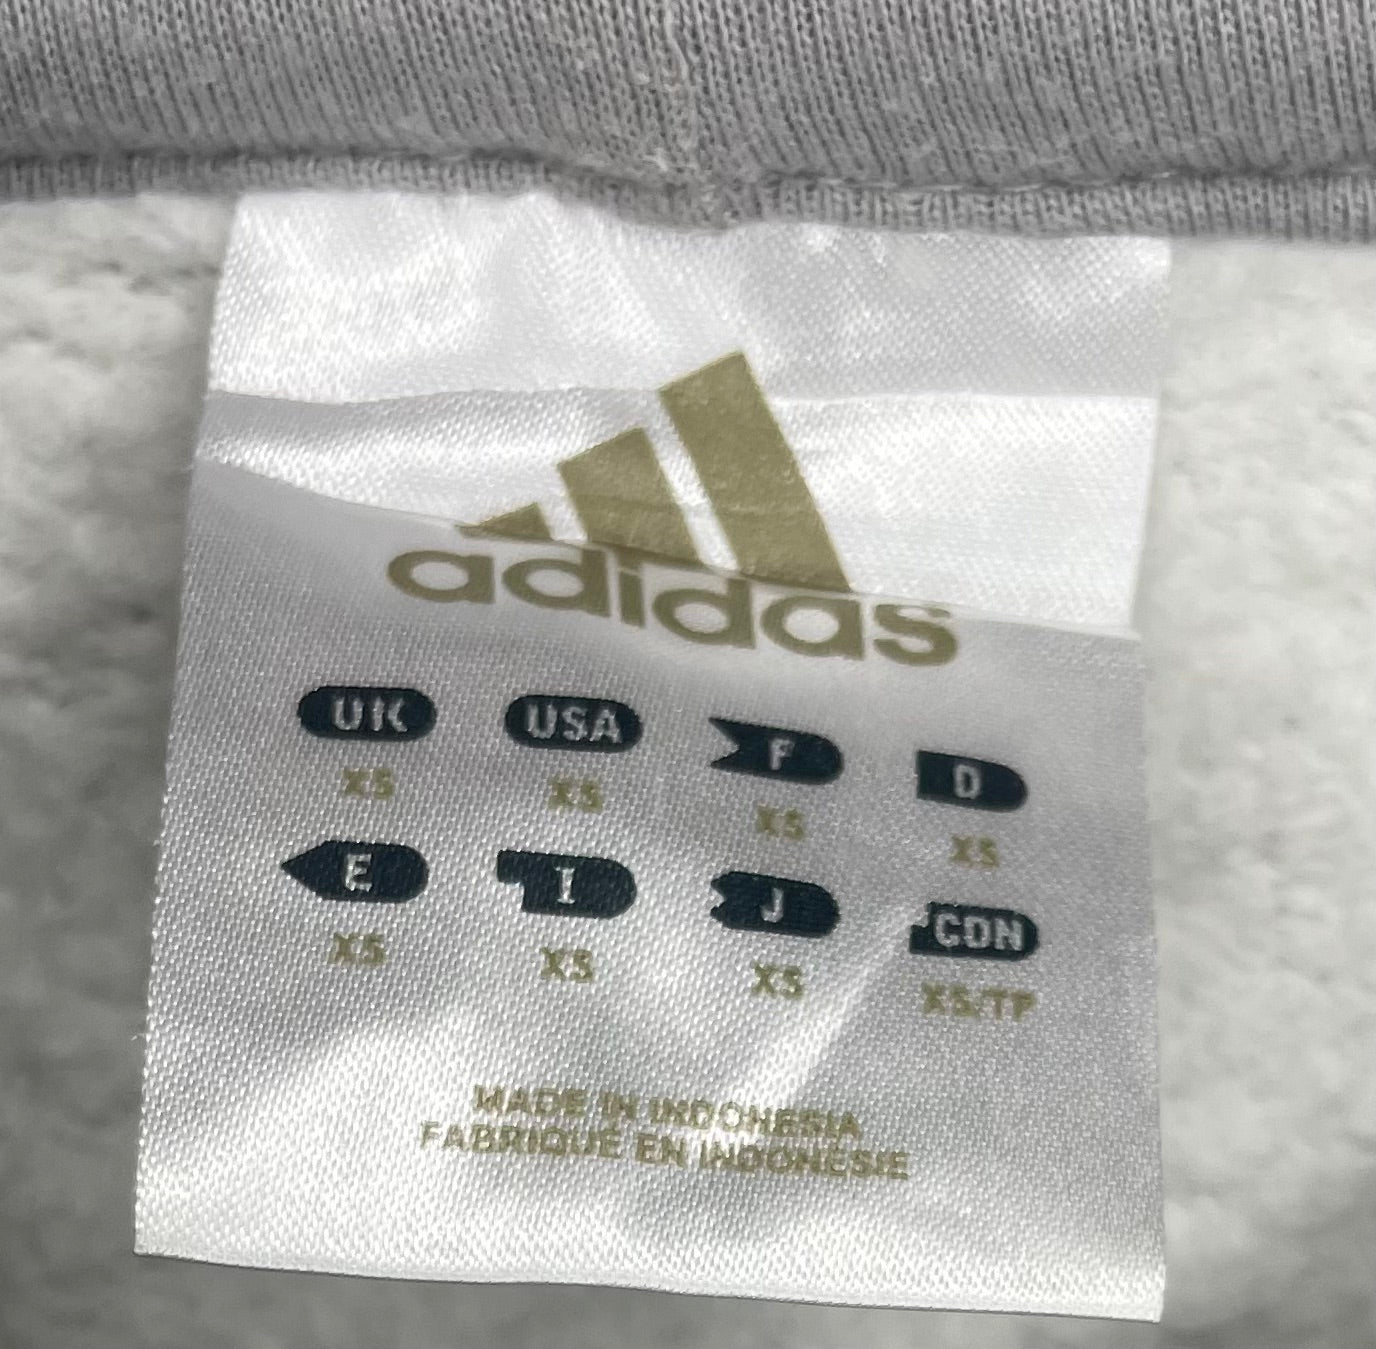 adidas
UK USA F D
XS XS XS XS
E I J CDN
XS XS XS XS/TP
MADE IN INDONESIA
FABRIQUÉ EN INDONÉSIE